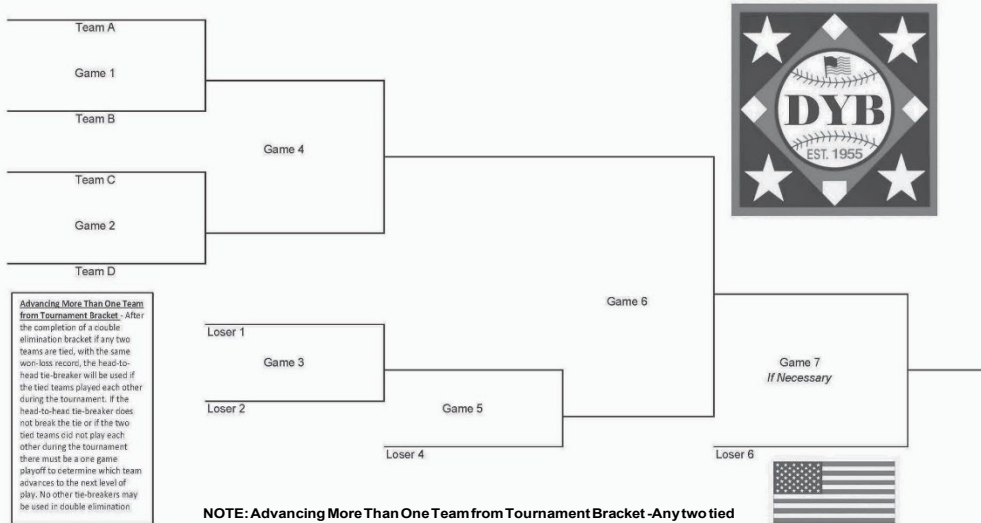 Team A
Game 1
Team B
Game 4
Team C
Game 2
Team D
DYB
EST. 1955
Advancing More Than One Team
from Tournament Bracket - After
the completion of a double
elimination bracket if any two
teams are tied, with the same
won-loss record, the head-to-
head tie-breaker will be used if
the tied teams played each other
during the tournament. If the
head-to-head tie-breaker does
not break the tie or if the two
tied teams did not play each
other during the tournament
there must be a one game
playoff to determine which team
advances to the next level of
play. No other tie-breakers may
be used in double elimination
Loser 1
Game 3
Loser 2
Game 5
Loser 4
Game 6
Game 7
If Necessary
Loser 6
NOTE: Advancing More Than One Team from Tournament Bracket -Any two tied